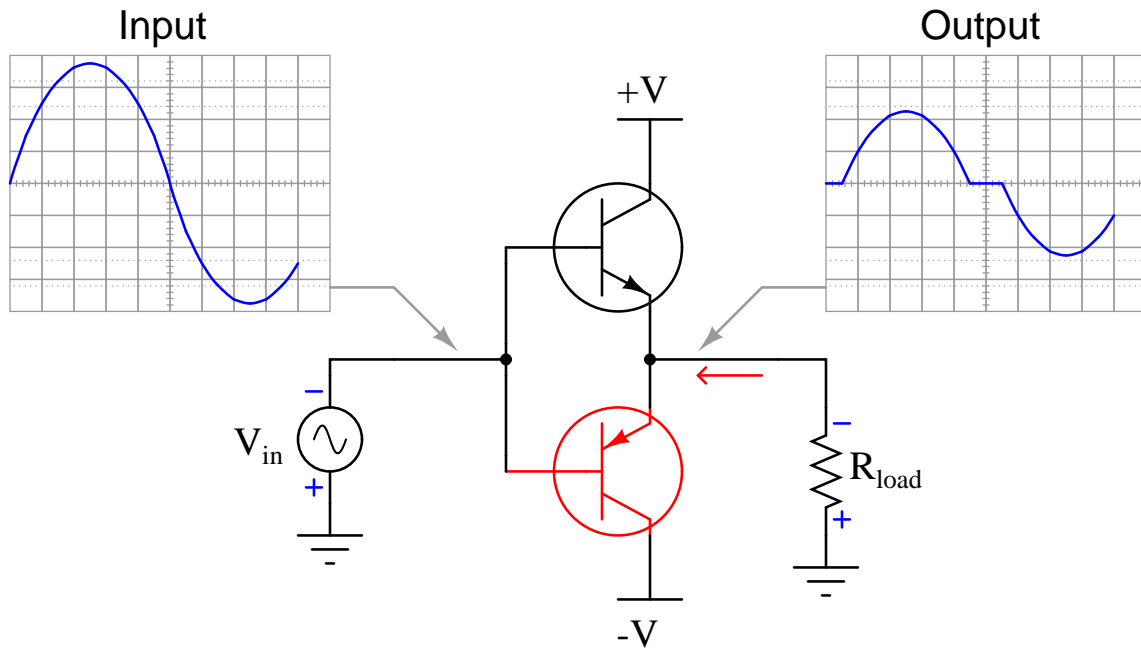 Input
Output
+V
−
−
V_in
R_load
+
+
-V